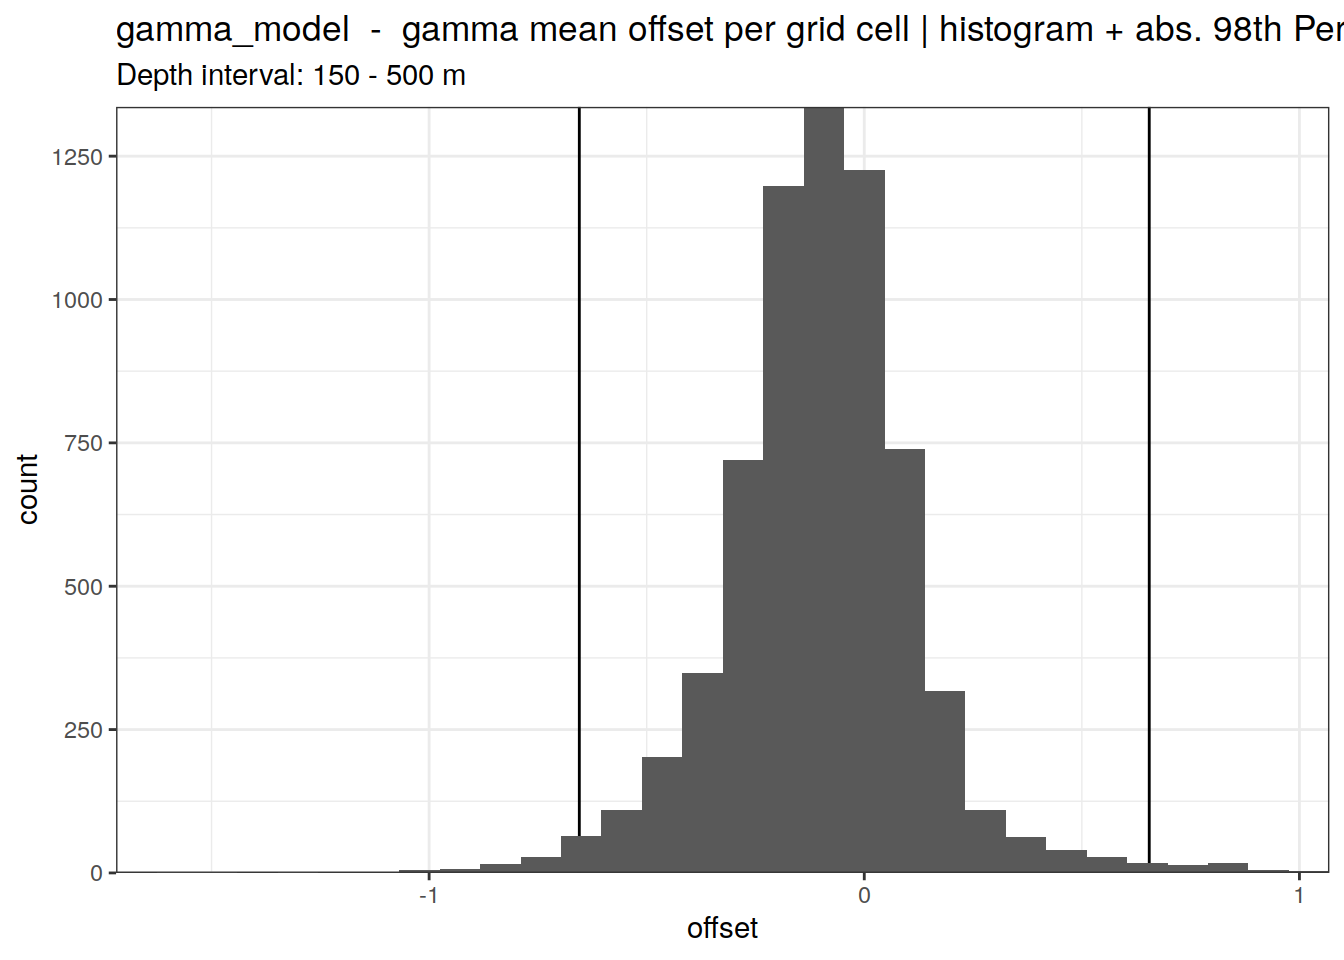 gamma_model - gamma mean offset per grid cell | histogram + abs. 98th Per
Depth interval: 150 - 500 m
1250
1000
750
500
250
0
count
-1
0
1
offset